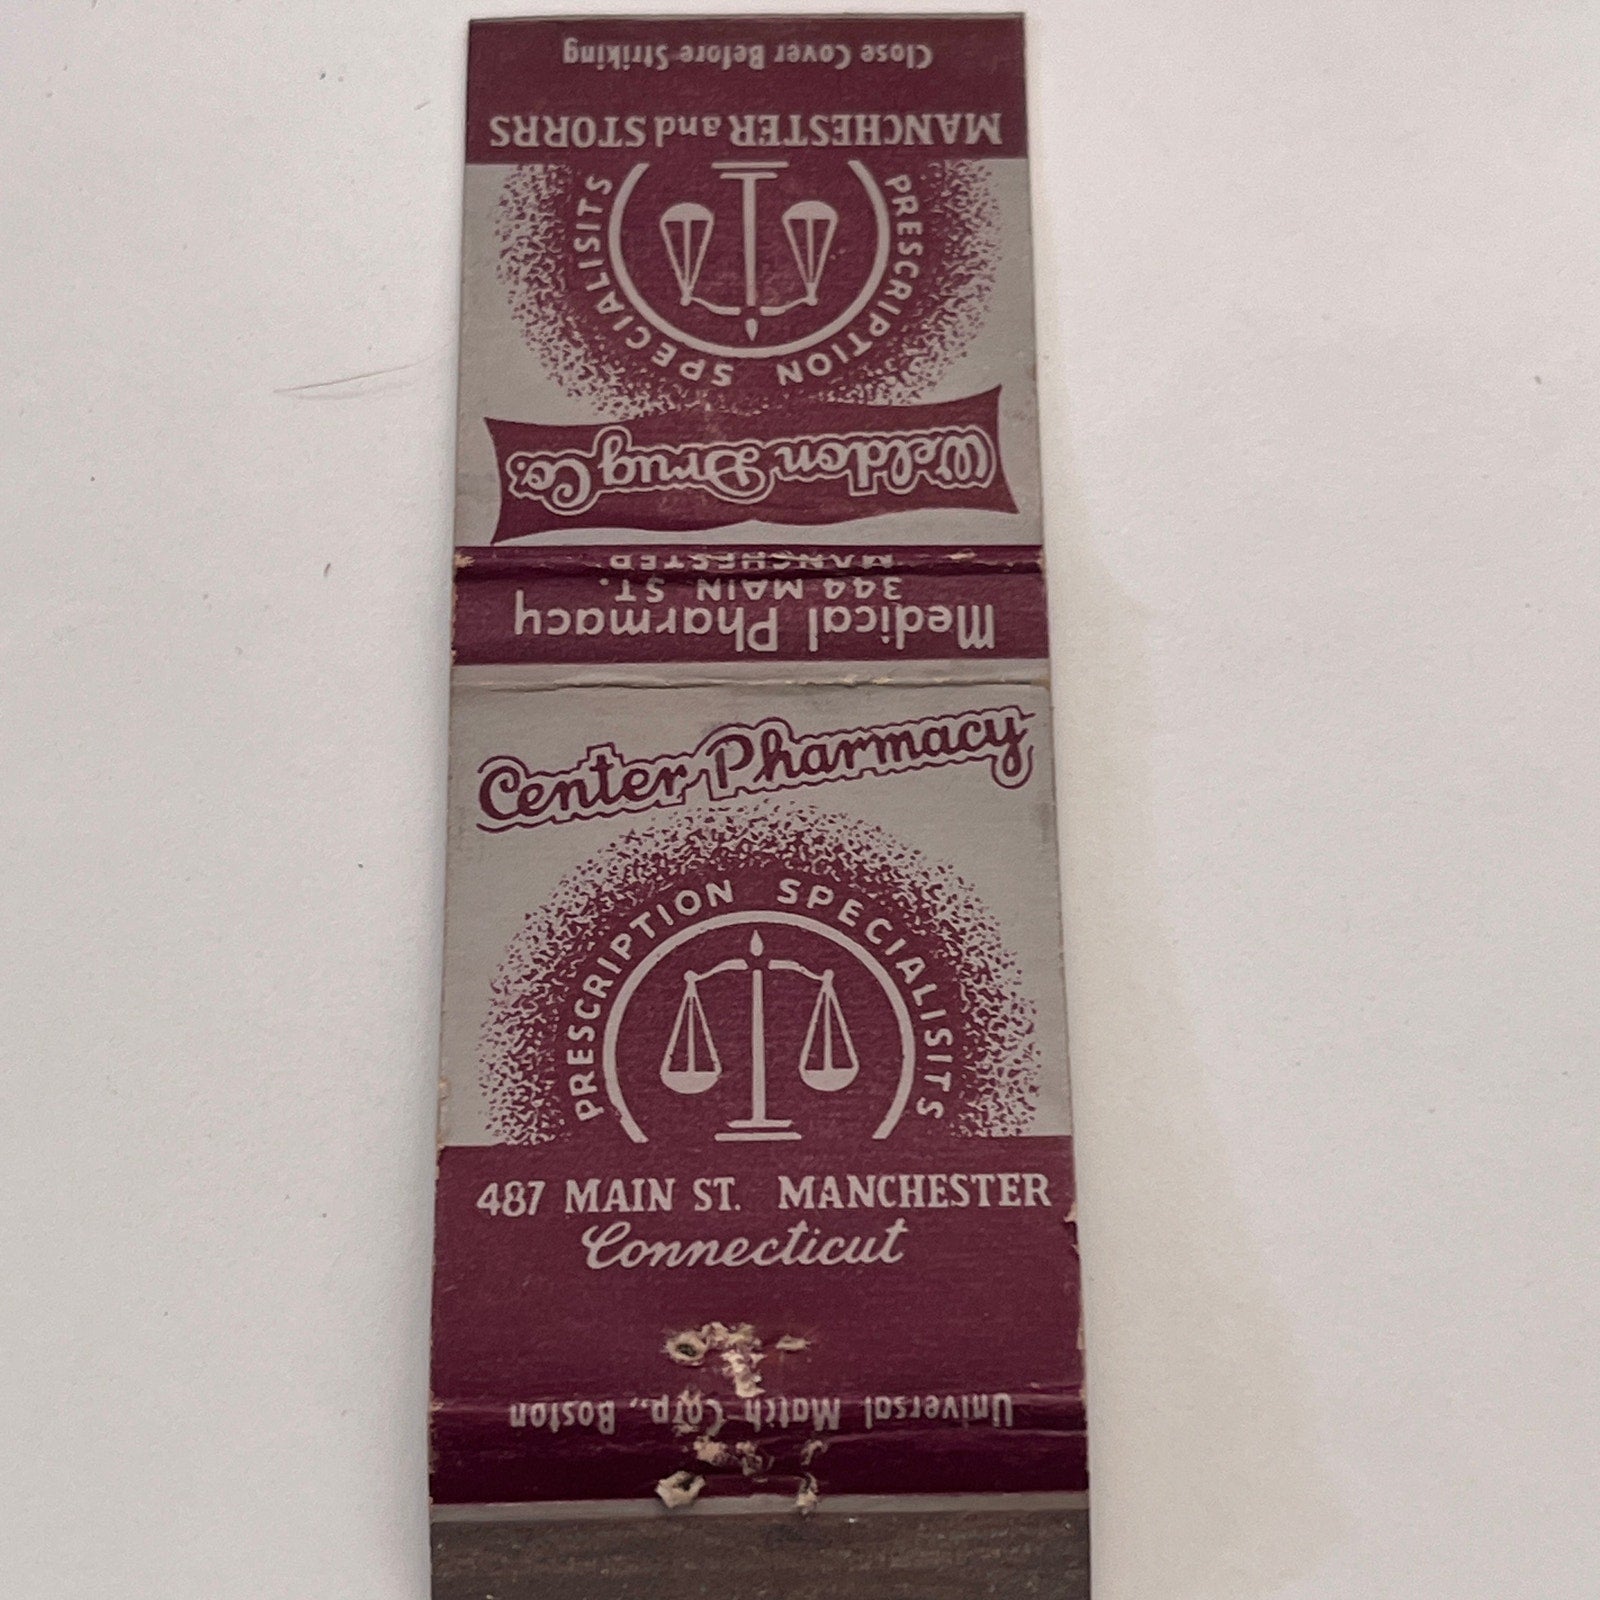 Close Cover Before Striking
MANCHESTER and STORRS
PRESCRIPTION SPECIALISITS
Weldon Drug Co.
MANCHESTER
344 MAIN ST.
Medical Pharmacy
Center Pharmacy
PRESCRIPTION SPECIALISITS
487 MAIN ST. MANCHESTER
Connecticut
Universal Match Corp., Boston